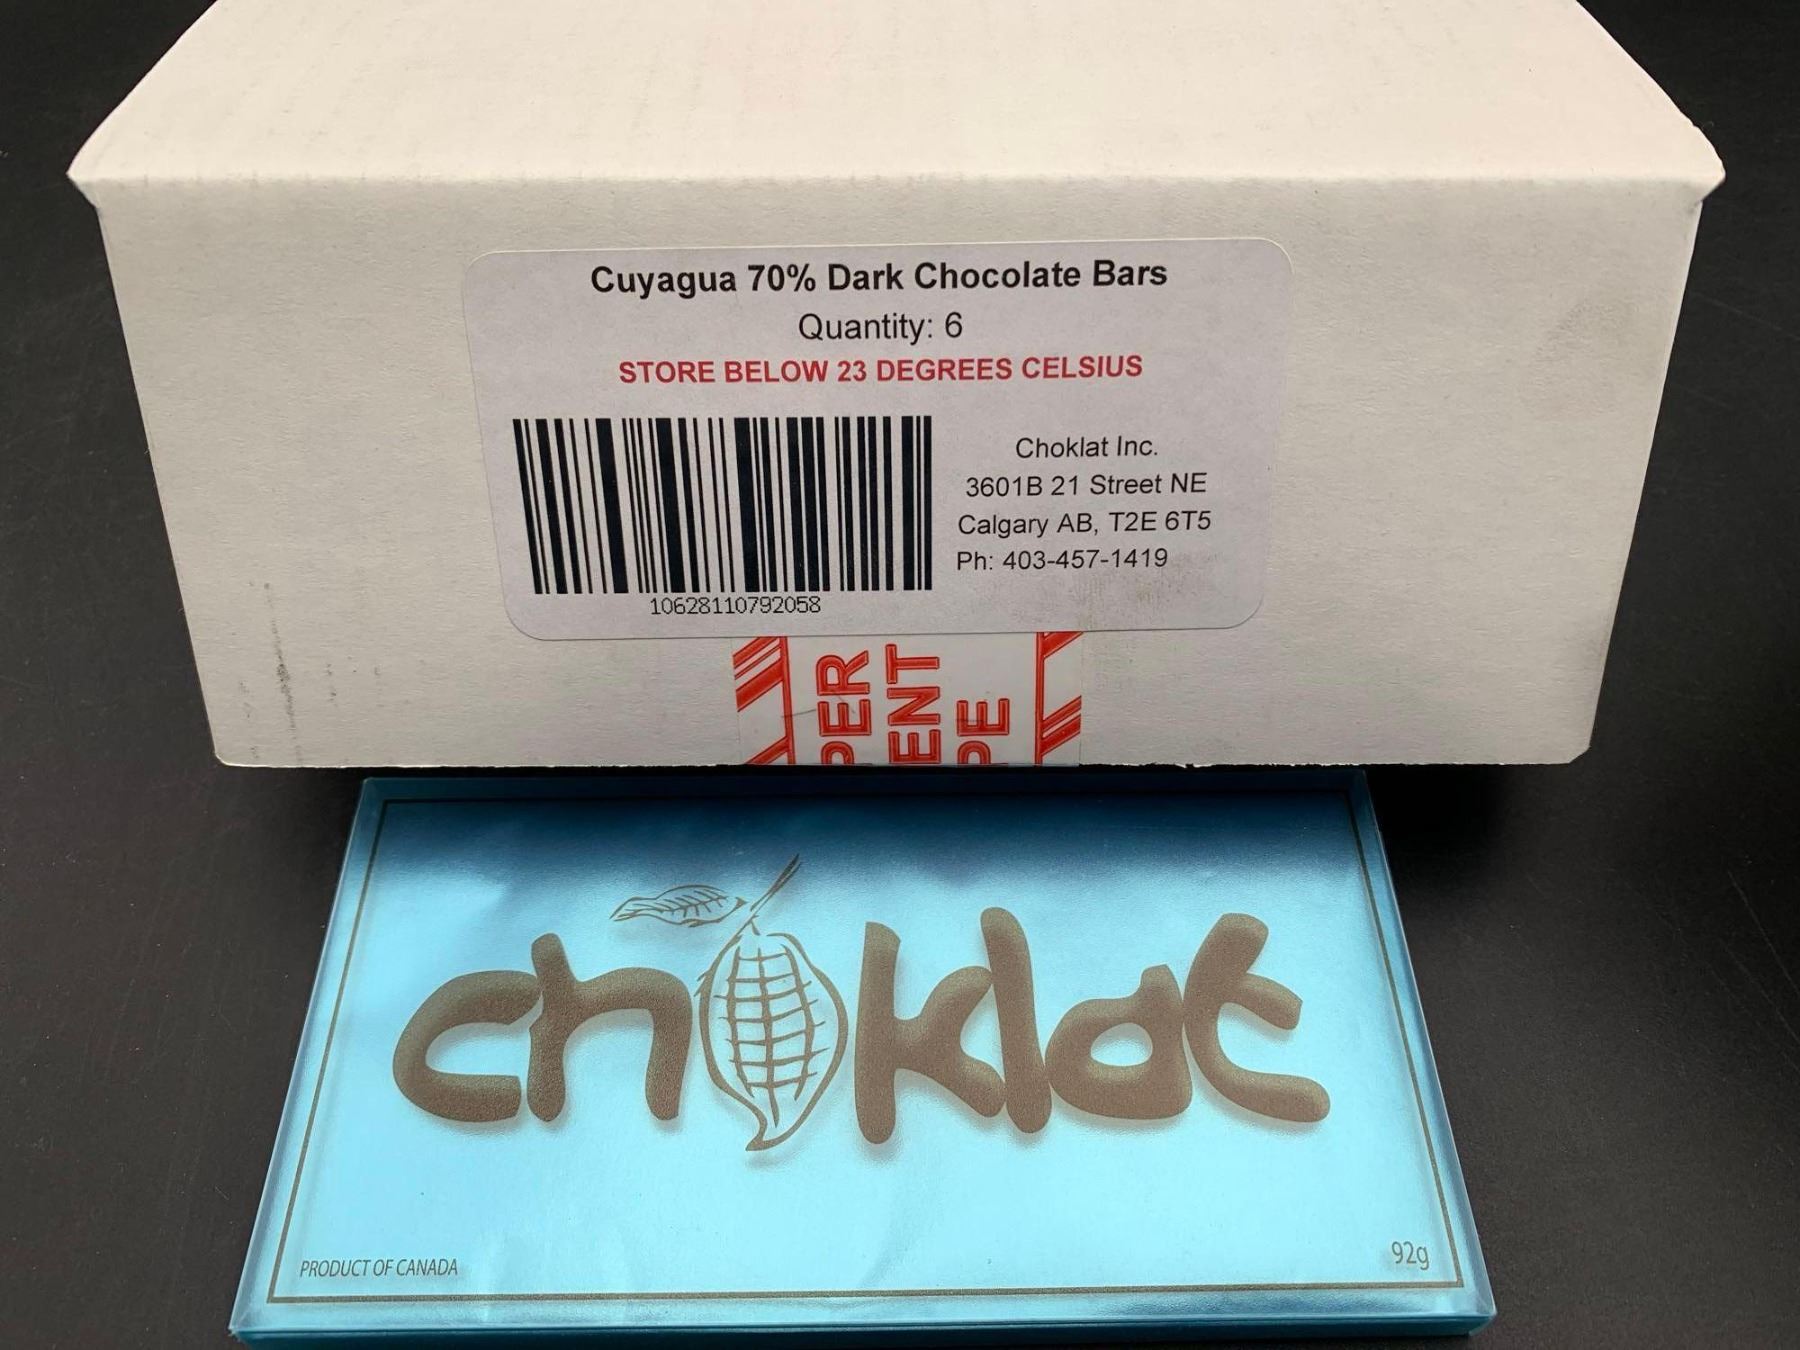 Cuyagua 70% Dark Chocolate Bars
Quantity: 6
STORE BELOW 23 DEGREES CELSIUS
Choklat Inc.
3601B 21 Street NE
Calgary AB, T2E 6T5
Ph: 403-457-1419
10628110792058
choklat
PRODUCT OF CANADA
92g